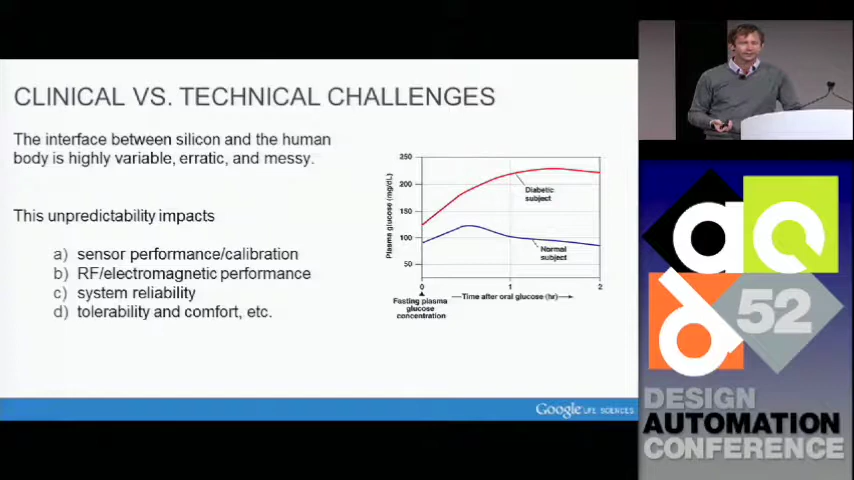 CLINICAL VS. TECHNICAL CHALLENGES
The interface between silicon and the human
body is highly variable, erratic, and messy.
This unpredictability impacts
a) sensor performance/calibration
b) RF/electromagnetic performance
c) system reliability
d) tolerability and comfort, etc.
Plasma glucose (mg/dL)
250
200
150
100
50
Diabetic
subject
Normal
subject
0
1
2
Time after oral glucose (hr)
Fasting plasma
glucose
concentration
Google LIFE SCIENCES
dac
52
DESIGN
AUTOMATION
CONFERENCE